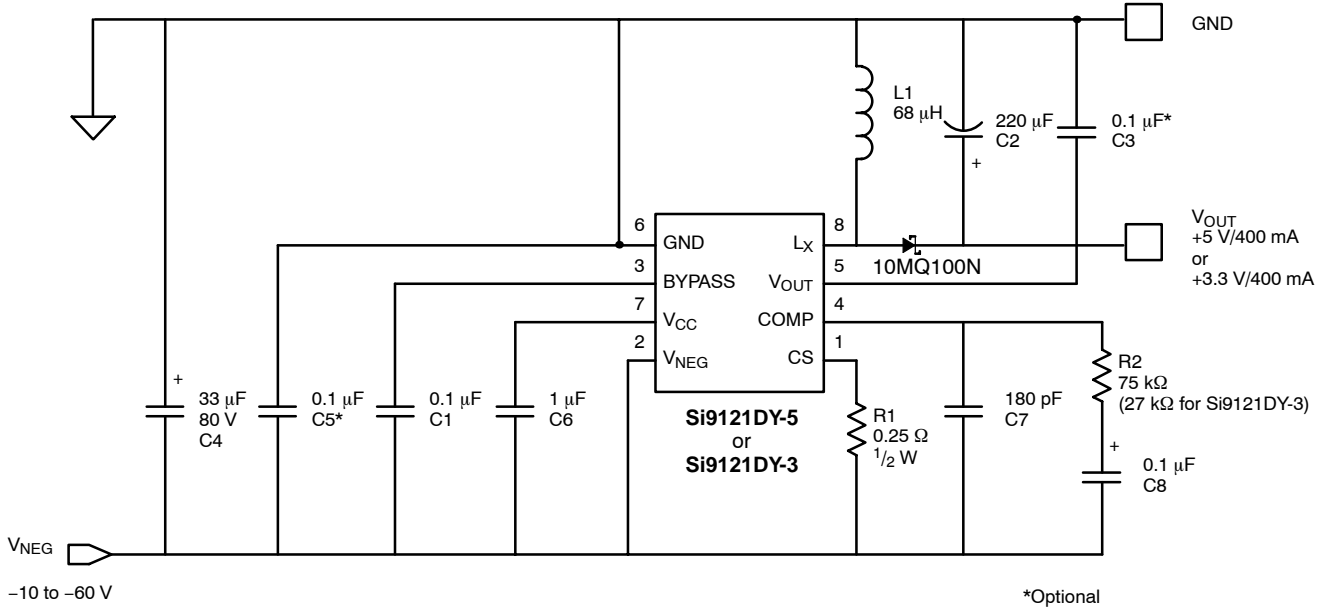 GND
L1
68 μH
220 μF
C2
+
0.1 μF*
C3
VOUT
+5 V/400 mA
or
+3.3 V/400 mA
6
GND
3
BYPASS
7
VCC
2
VNEG
8
LX
10MQ100N
5
VOUT
4
COMP
1
CS
Si9121DY-5
or
Si9121DY-3
+
33 μF
80 V
C4
0.1 μF
C5*
0.1 μF
C1
1 μF
C6
R1
0.25 Ω
1/2 W
180 pF
C7
R2
75 kΩ
(27 kΩ for Si9121DY-3)
+
0.1 μF
C8
VNEG
−10 to −60 V
*Optional